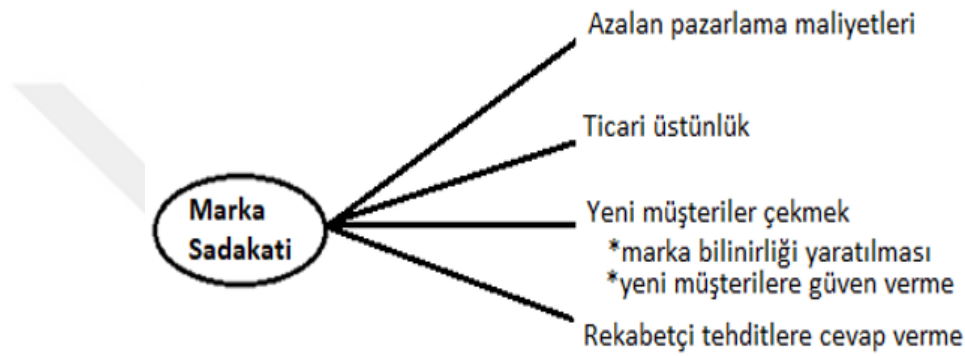 Azalan pazarlama maliyetleri
Ticari üstünlük
Marka
Sadakati
Yeni müşteriler çekmek
*marka bilinirliği yaratılması
*yeni müşterilere güven verme
Rekabetçi tehditlere cevap verme